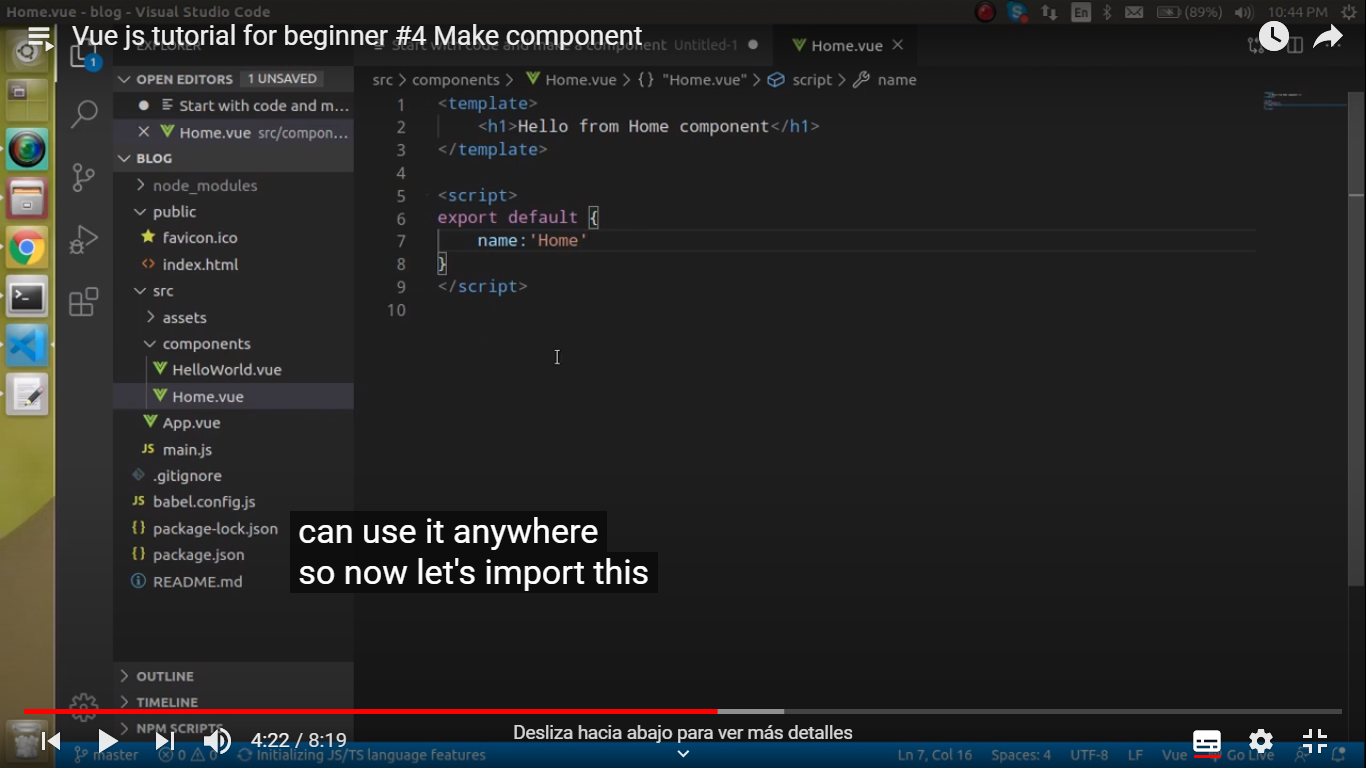 Home.vue - blog - Visual Studio Code
En
(89%)
10:44 PM
Vue js tutorial for beginner #4 Make component
EXPLORER
Start with code and make a component Untitled-1
Home.vue
1
OPEN EDITORS 1 UNSAVED
Start with code and m...
Home.vue src/compon...
BLOG
node_modules
public
favicon.ico
index.html
src
assets
components
HelloWorld.vue
Home.vue
App.vue
JS main.js
.gitignore
JS babel.config.js
{} package-lock.json
{} package.json
README.md
OUTLINE
TIMELINE
NPM SCRIPTS
src > components > Home.vue > {} "Home.vue" > script > name
1 <template>
2 <h1>Hello from Home component</h1>
3 </template>
4
5 <script>
6 export default {
7 name:'Home'
8 }
9 </script>
10
can use it anywhere
so now let's import this
Desliza hacia abajo para ver más detalles
4:22 / 8:19
master
0
0
Initializing JS/TS language features
Ln 7, Col 16
Spaces: 4
UTF-8
LF
Vue
Go Live